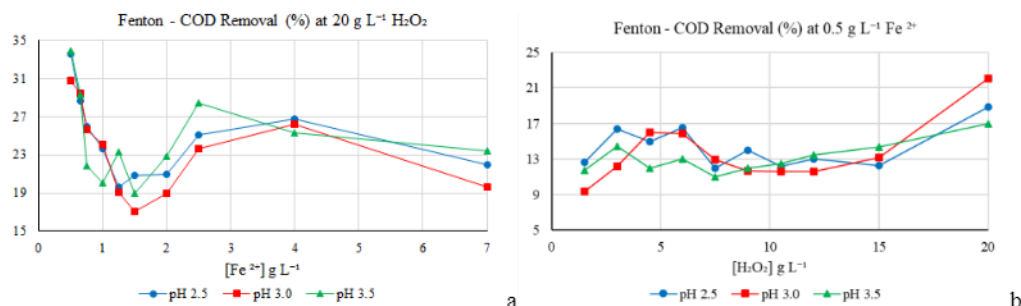 Fenton - COD Removal (%) at 20 g L⁻¹ H₂O₂
35
31
27
23
19
15
0 1 2 3 4 5 6 7
[Fe ²⁺] g L⁻¹
pH 2.5 pH 3.0 pH 3.5
a
Fenton - COD Removal (%) at 0.5 g L⁻¹ Fe ²⁺
25
21
17
13
9
5
0 5 10 15 20
[H₂O₂] g L⁻¹
pH 2.5 pH 3.0 pH 3.5
b